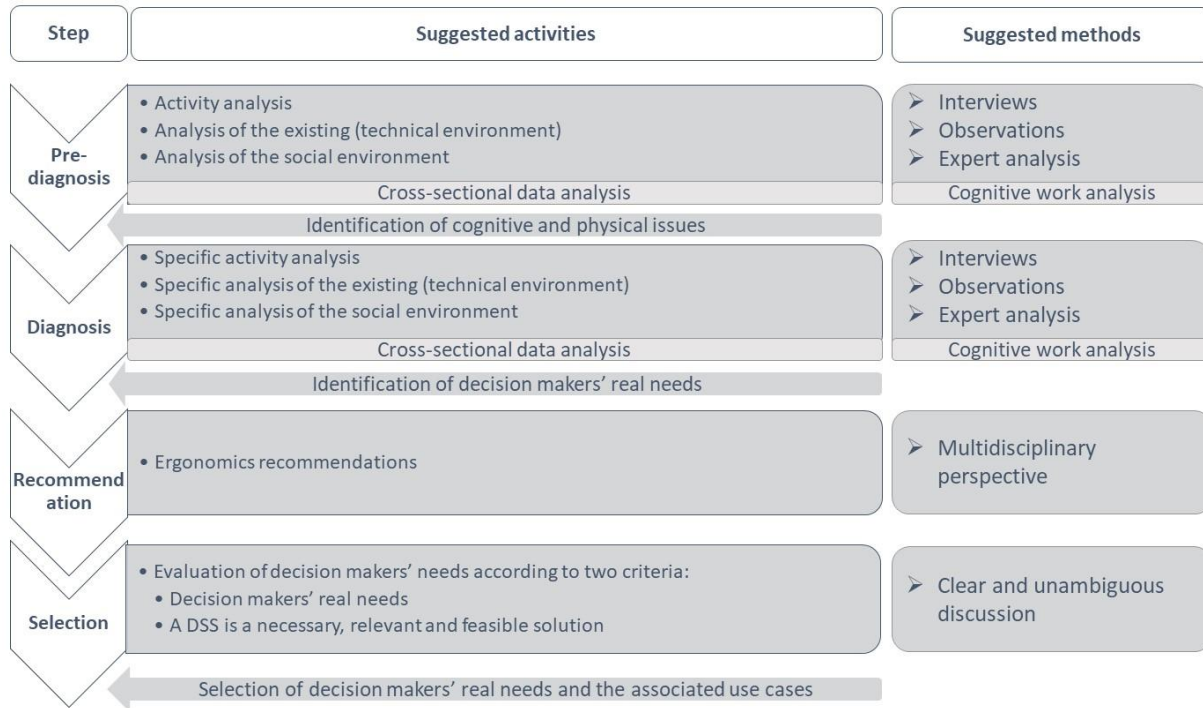 Step
Suggested activities
Suggested methods
Pre-
diagnosis
• Activity analysis
• Analysis of the existing (technical environment)
• Analysis of the social environment
Cross-sectional data analysis
➢ Interviews
➢ Observations
➢ Expert analysis
Cognitive work analysis
Identification of cognitive and physical issues
Diagnosis
• Specific activity analysis
• Specific analysis of the existing (technical environment)
• Specific analysis of the social environment
Cross-sectional data analysis
➢ Interviews
➢ Observations
➢ Expert analysis
Cognitive work analysis
Identification of decision makers’ real needs
Recommend
ation
• Ergonomics recommendations
➢ Multidisciplinary
perspective
Selection
• Evaluation of decision makers’ needs according to two criteria:
• Decision makers’ real needs
• A DSS is a necessary, relevant and feasible solution
➢ Clear and unambiguous
discussion
Selection of decision makers’ real needs and the associated use cases